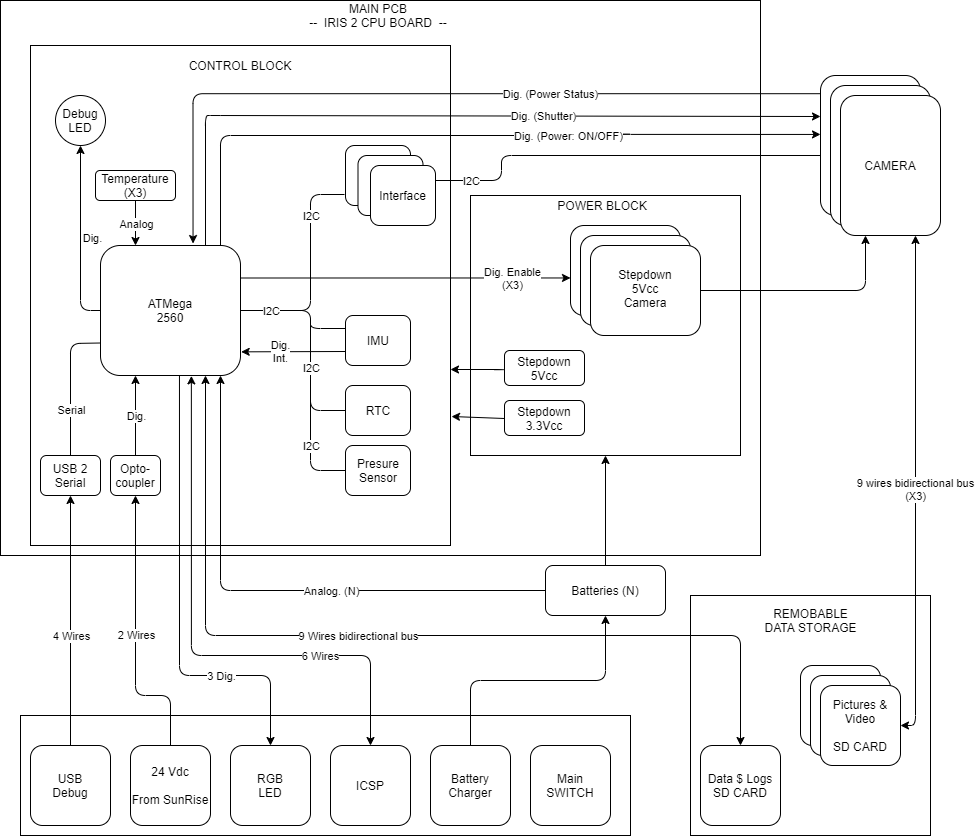 MAIN PCB
-- IRIS 2 CPU BOARD --
CONTROL BLOCK
Debug
LED
Dig. (Power Status)
Dig. (Shutter)
Dig. (Power: ON/OFF)
CAMERA
Temperature
(X3)
I2C
Interface
I2C
POWER BLOCK
Analog
Dig.
Dig. Enable
(X3)
Stepdown
5Vcc
Camera
ATMega
2560
I2C
IMU
Dig.
Int.
I2C
Stepdown
5Vcc
RTC
Stepdown
3.3Vcc
Serial
Dig.
I2C
USB 2
Serial
Opto-
coupler
Presure
Sensor
9 wires bidirectional bus
(X3)
Analog. (N)
Batteries (N)
REMOBABLE
DATA STORAGE
4 Wires
2 Wires
9 Wires bidirectional bus
6 Wires
3 Dig.
Pictures &
Video
SD CARD
USB
Debug
24 Vdc
From SunRise
RGB
LED
ICSP
Battery
Charger
Main
SWITCH
Data $ Logs
SD CARD